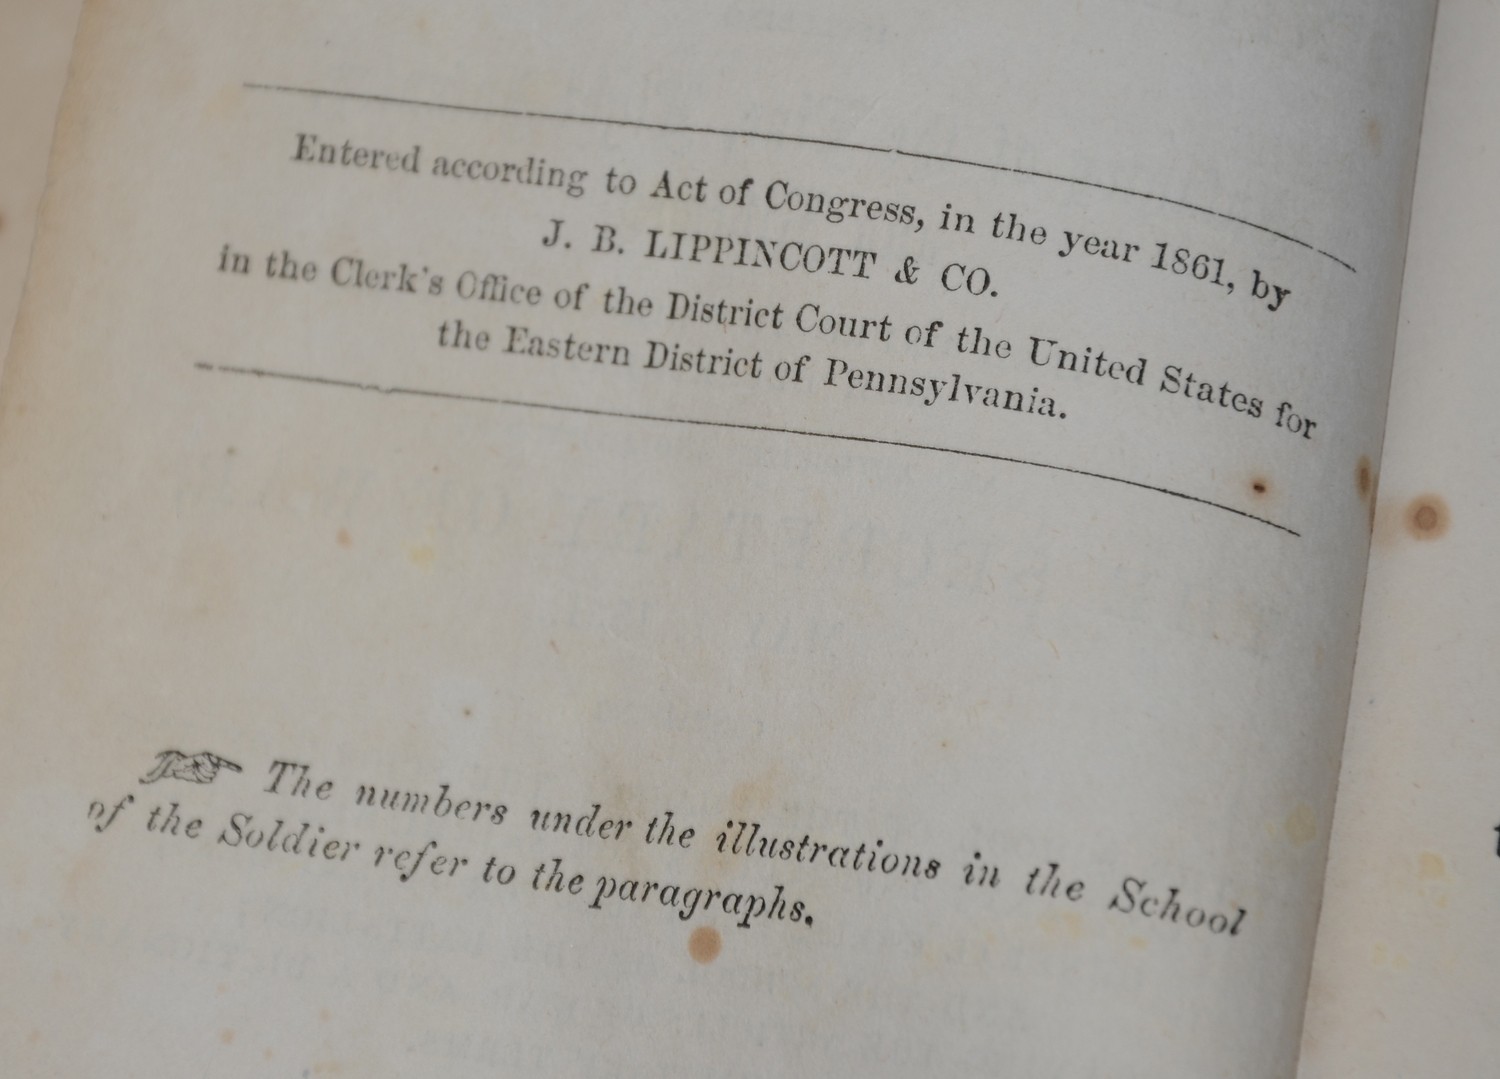 Entered according to Act of Congress, in the year 1861, by
J. B. LIPPINCOTT & CO.
in the Clerk's Office of the District Court of the United States for
the Eastern District of Pennsylvania.
☞ The numbers under the illustrations in the School
of the Soldier refer to the paragraphs.